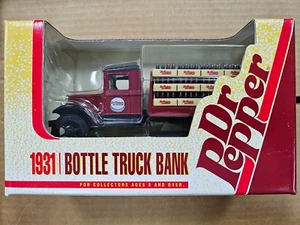 Dr Pepper
1931 | BOTTLE TRUCK BANK
FOR COLLECTORS AGES 8 AND OVER.